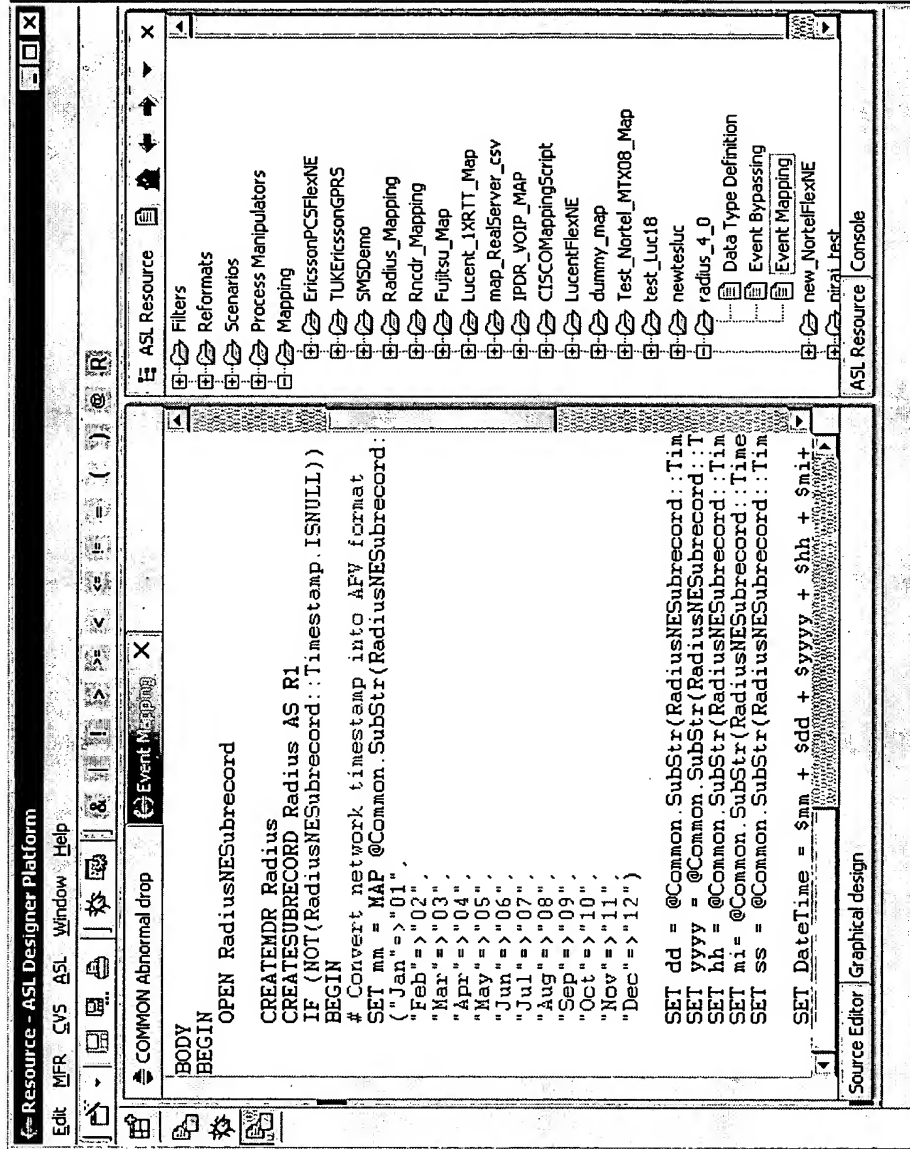 Resource - ASL Designer Platform
Edit MFR CVS ASL Window Help
& | ! > >= < <= != = ( ) @ R
COMMON Abnormal drop
Event Mapping
BODY
BEGIN
OPEN RadiusNESubrecord
CREATEMDR Radius
CREATESUBRECORD Radius AS R1
IF (NOT(RadiusNESubrecord::Timestamp.ISNULL))
BEGIN
# Convert network timestamp into AFV format
SET mm = MAP @Common.SubStr(RadiusNESubrecord:
("Jan"=>"01",
"Feb"=>"02",
"Mar"=>"03",
"Apr"=>"04",
"May"=>"05",
"Jun"=>"06",
"Jul"=>"07",
"Aug"=>"08",
"Sep"=>"09",
"Oct"=>"10",
"Nov"=>"11",
"Dec"=>"12")
SET dd = @Common.SubStr(RadiusNESubrecord::Tim
SET yyyy = @Common.SubStr(RadiusNESubrecord::T
SET hh = @Common.SubStr(RadiusNESubrecord::Tim
SET mi= @Common.SubStr(RadiusNESubrecord::Time
SET ss = @Common.SubStr(RadiusNESubrecord::Tim
SET DateTime = $mm + $dd + $yyyy + $hh + $mi+
Source Editor
Graphical design
ASL Resource
Filters
Reformats
Scenarios
Process Manipulators
Mapping
EricssonPCSFlexNE
TUKEricssonGPRS
SMSDemo
Radius_Mapping
Rncdr_Mapping
Fujitsu_Map
Lucent_1XRTT_Map
map_RealServer_csv
IPDR_VOIP_MAP
CISCOMappingScript
LucentFlexNE
dummy_map
Test_Nortel_MTX08_Map
test_Luc18
newtesluc
radius_4_0
Data Type Definition
Event Bypassing
Event Mapping
new_NortelFlexNE
ASL Resource
Console